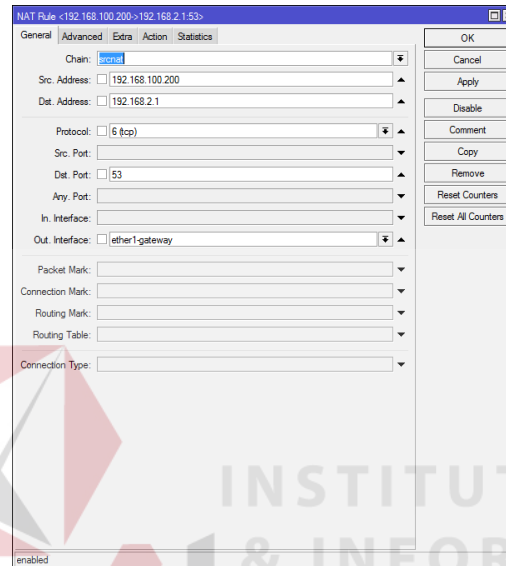 NAT Rule <192.168.100.200->192.168.2.1:53>
General Advanced Extra Action Statistics
Chain: srcnat
Src. Address: 192.168.100.200
Dst. Address: 192.168.2.1
Protocol: 6 (tcp)
Src. Port:
Dst. Port: 53
Any. Port:
In. Interface:
Out. Interface: ether1-gateway
Packet Mark:
Connection Mark:
Routing Mark:
Routing Table:
Connection Type:
enabled
OK
Cancel
Apply
Disable
Comment
Copy
Remove
Reset Counters
Reset All Counters
INSTITUT
& INFOR